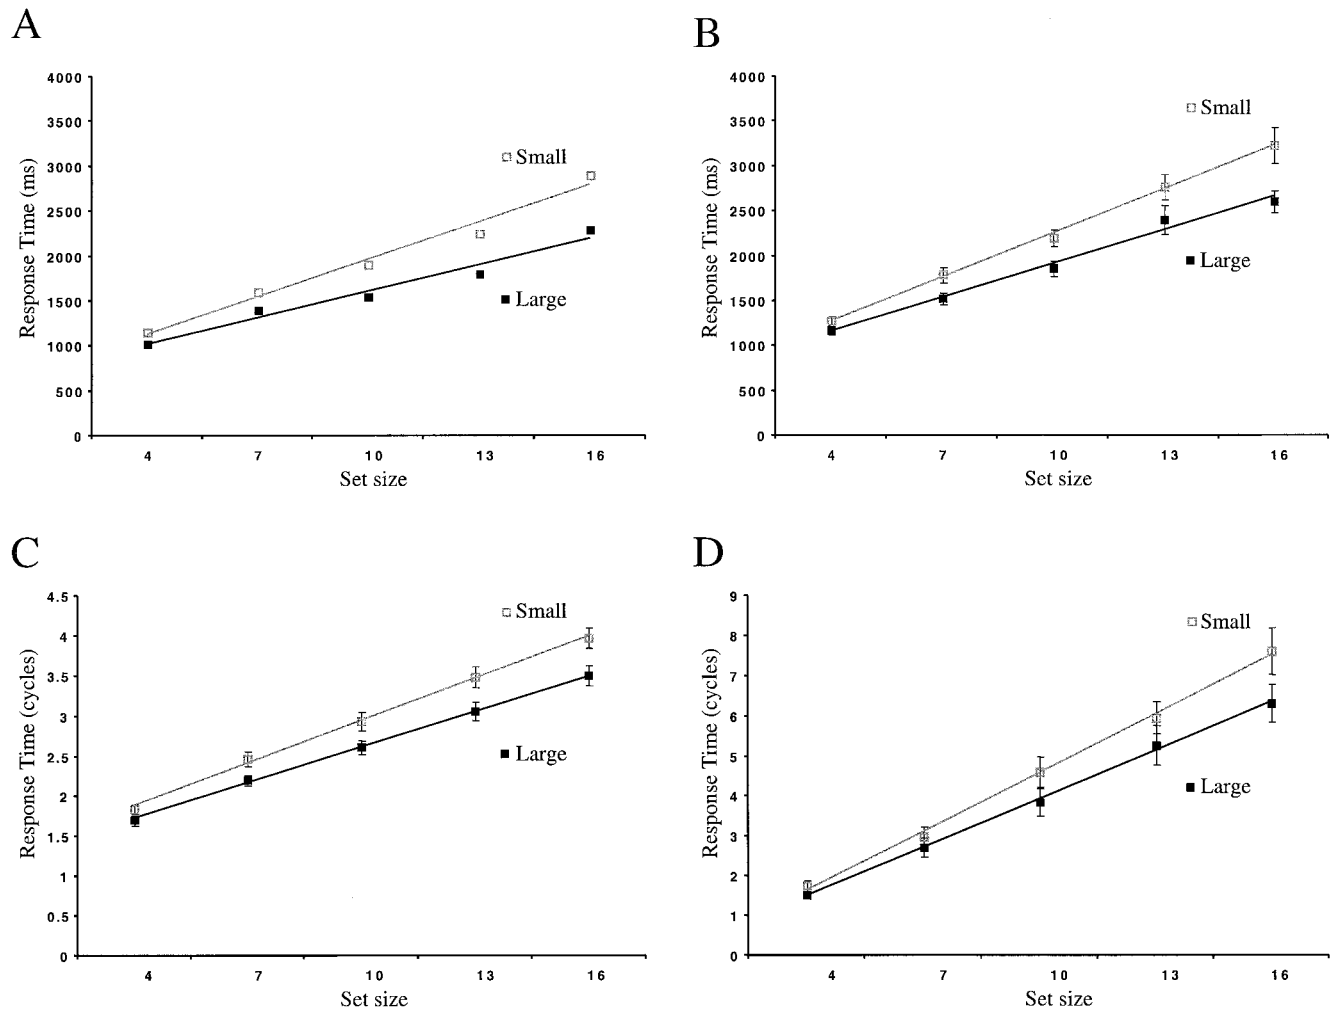 A
Response Time (ms)
4000
3500
3000
2500
2000
1500
1000
500
0
Small
Large
4 7 10 13 16
Set size
B
Response Time (ms)
4000
3500
3000
2500
2000
1500
1000
500
0
Small
Large
4 7 10 13 16
Set size
C
Response Time (cycles)
4.5
4
3.5
3
2.5
2
1.5
1
0.5
0
Small
Large
4 7 10 13 16
Set size
D
Response Time (cycles)
9
8
7
6
5
4
3
2
1
0
Small
Large
4 7 10 13 16
Set size